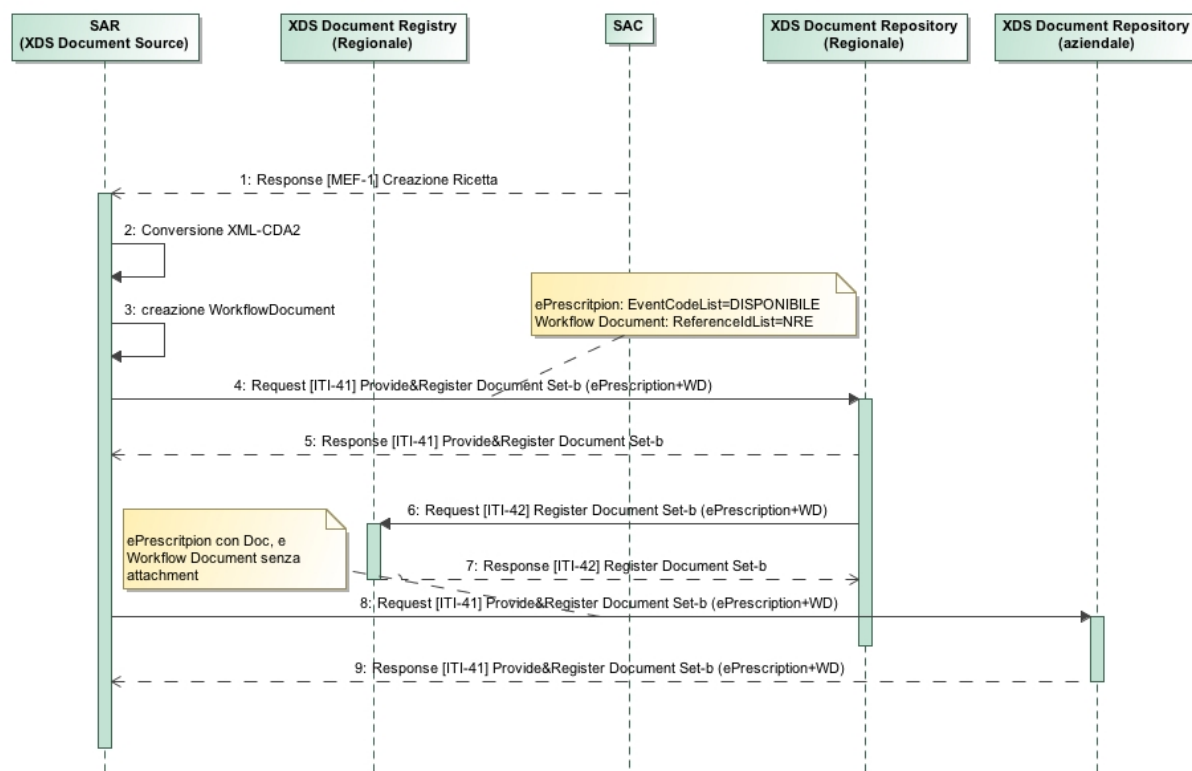 SAR
(XDS Document Source)
XDS Document Registry
(Regionale)
SAC
XDS Document Repository
(Regionale)
XDS Document Repository
(aziendale)
1: Response [MEF-1] Creazione Ricetta
2: Conversione XML-CDA2
3: creazione WorkflowDocument
ePrescritpion: EventCodeList=DISPONIBILE
Workflow Document: ReferenceIdList=NRE
4: Request [ITI-41] Provide&Register Document Set-b (ePrescription+WD)
5: Response [ITI-41] Provide&Register Document Set-b
6: Request [ITI-42] Register Document Set-b (ePrescription+WD)
ePrescritpion con Doc, e
Workflow Document senza
attachment
7: Response [ITI-42] Register Document Set-b
8: Request [ITI-41] Provide&Register Document Set-b (ePrescription+WD)
9: Response [ITI-41] Provide&Register Document Set-b (ePrescription+WD)